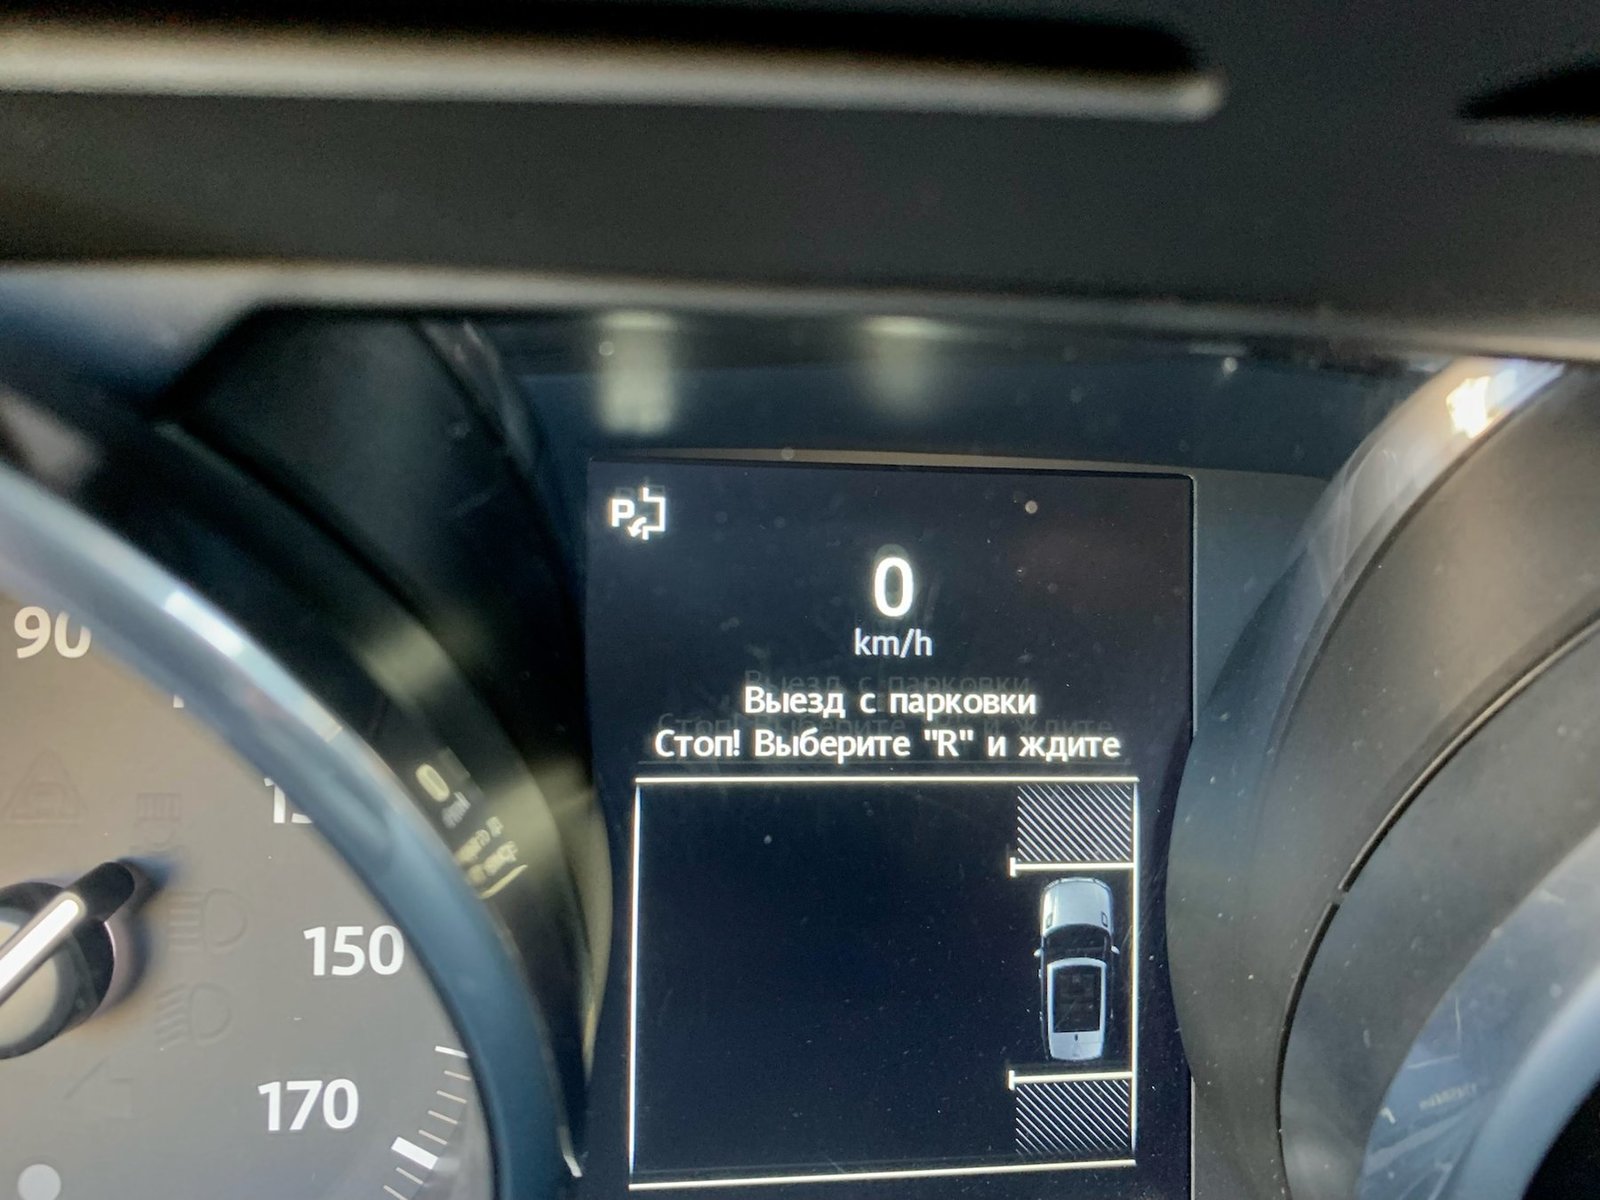 P
0
km/h
Выезд с парковки
Стоп! Выберите "R" и ждите
90
150
170